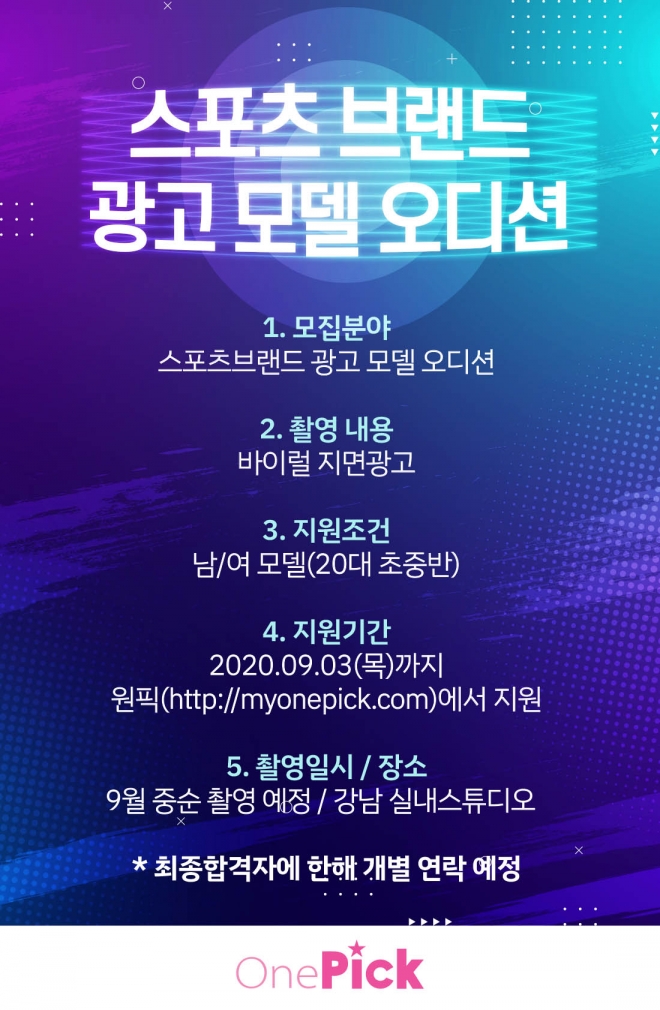 스포츠 브랜드
광고 모델 오디션
1. 모집분야
스포츠브랜드 광고 모델 오디션
2. 촬영 내용
바이럴 지면광고
3. 지원조건
남/여 모델(20대 초중반)
4. 지원기간
2020.09.03(목)까지
원픽(http://myonepick.com)에서 지원
5. 촬영일시 / 장소
9월 중순 촬영 예정 / 강남 실내스튜디오
* 최종합격자에 한해 개별 연락 예정
OnePick